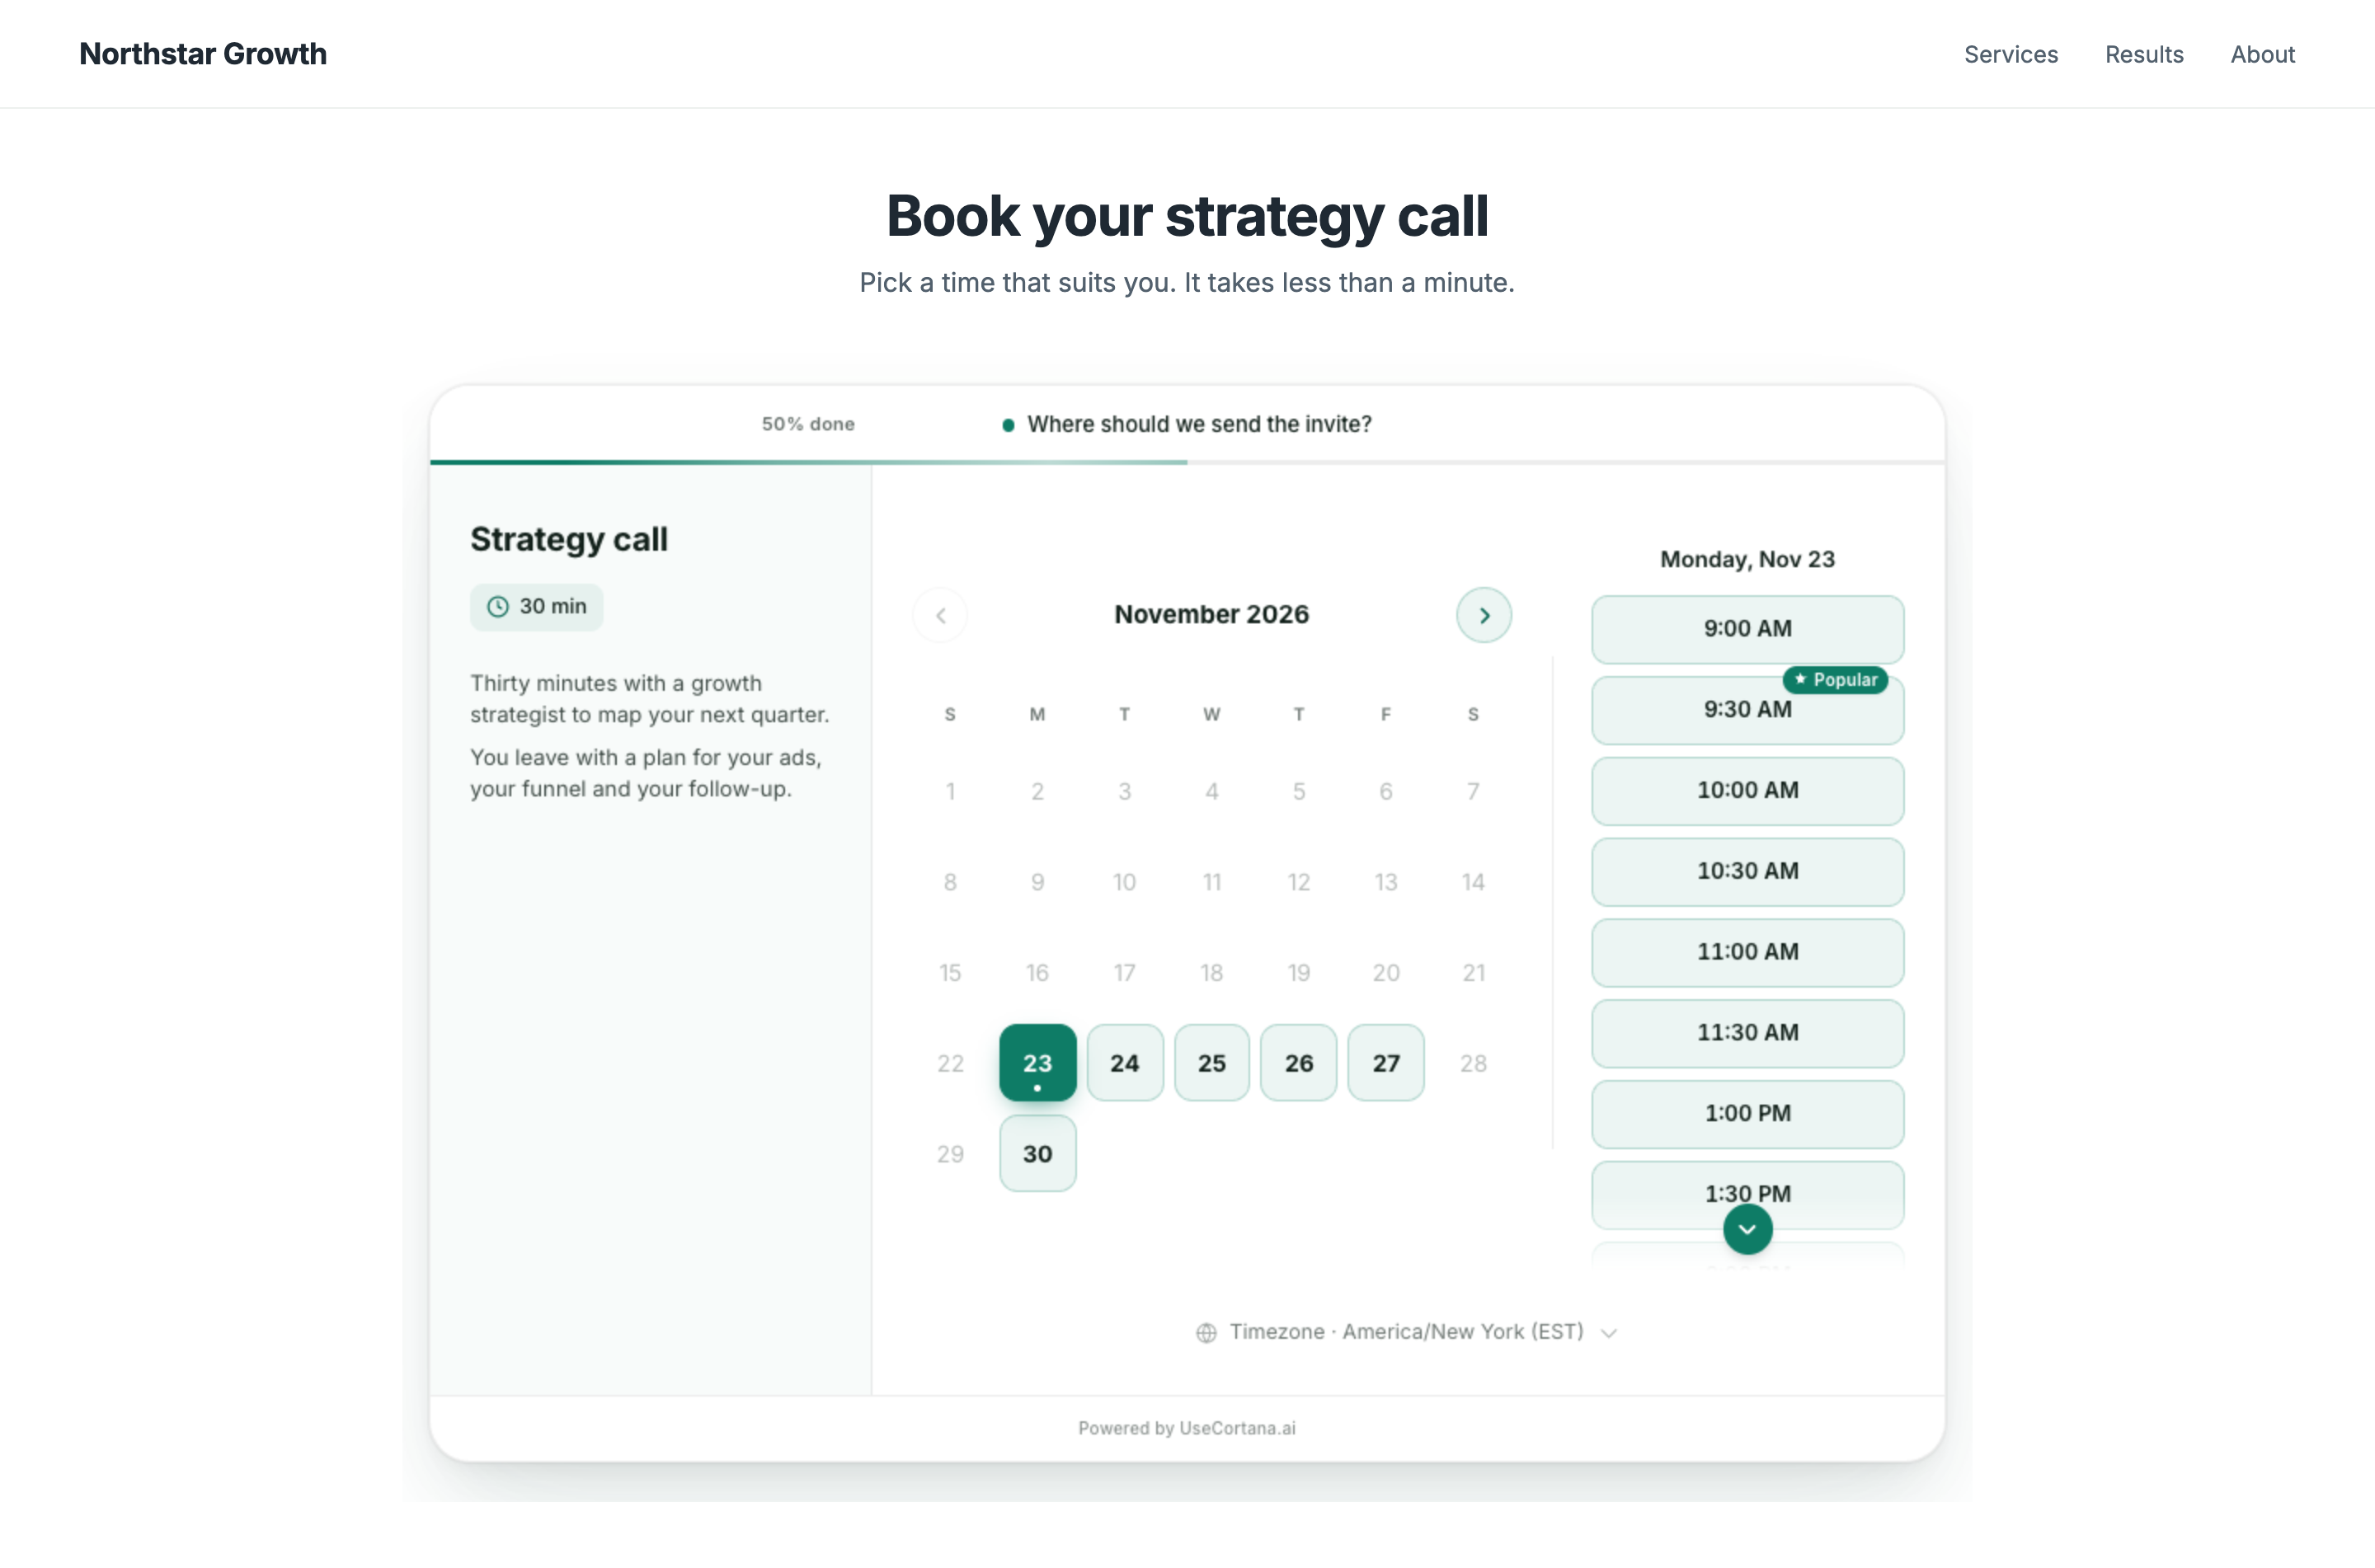 Northstar Growth
Services Results About
Book your strategy call
Pick a time that suits you. It takes less than a minute.
50% done
Where should we send the invite?
Strategy call
30 min
Thirty minutes with a growth
strategist to map your next quarter.
You leave with a plan for your ads,
your funnel and your follow-up.
November 2026
S M T W T F S
1 2 3 4 5 6 7
8 9 10 11 12 13 14
15 16 17 18 19 20 21
22 23 24 25 26 27 28
29 30
Monday, Nov 23
9:00 AM
Popular
9:30 AM
10:00 AM
10:30 AM
11:00 AM
11:30 AM
1:00 PM
1:30 PM
Timezone · America/New York (EST)
Powered by UseCortana.ai